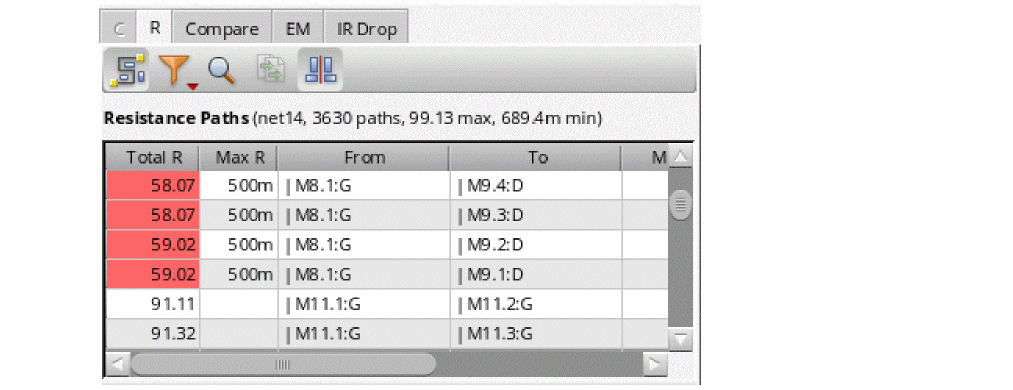 C R Compare EM IR Drop
Resistance Paths (net14, 3630 paths, 99.13 max, 689.4m min)
Total R Max R From To M
58.07 500m |M8.1:G |M9.4:D
58.07 500m |M8.1:G |M9.3:D
59.02 500m |M8.1:G |M9.2:D
59.02 500m |M8.1:G |M9.1:D
91.11 |M11.1:G |M11.2:G
91.32 |M11.1:G |M11.3:G